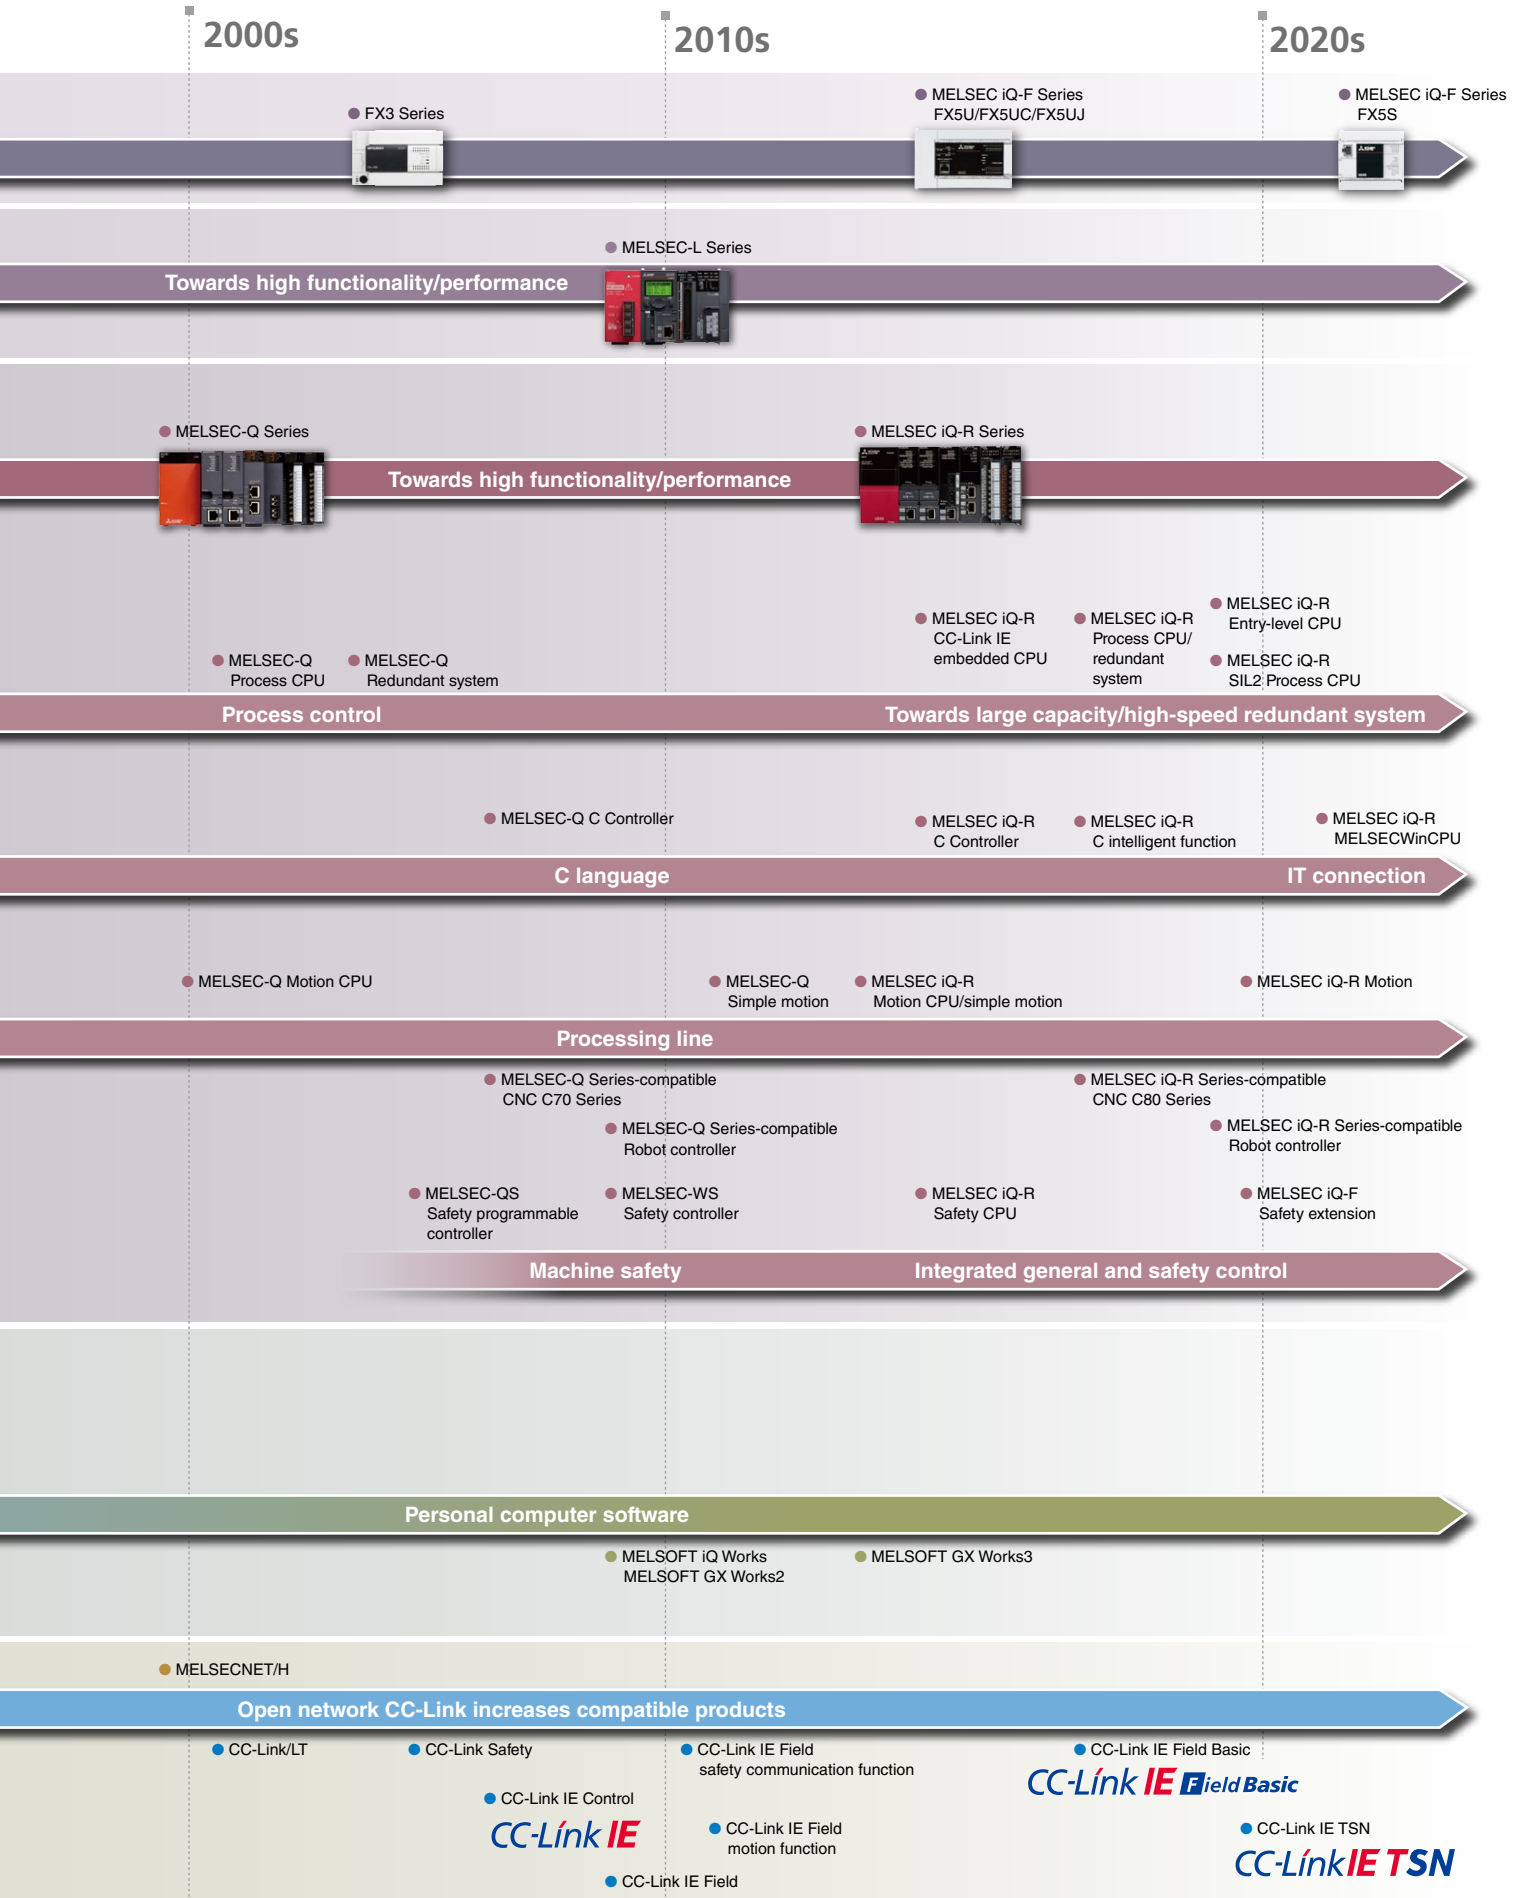 2000s
2010s
2020s
FX3 Series
MELSEC iQ-F Series
FX5U/FX5UC/FX5UJ
MELSEC iQ-F Series
FX5S
MELSEC-L Series
Towards high functionality/performance
MELSEC-Q Series
MELSEC iQ-R Series
Towards high functionality/performance
MELSEC-Q
Process CPU
MELSEC-Q
Redundant system
MELSEC iQ-R
CC-Link IE
embedded CPU
MELSEC iQ-R
Process CPU/
redundant
system
MELSEC iQ-R
Entry-level CPU
MELSEC iQ-R
SIL2 Process CPU
Process control
Towards large capacity/high-speed redundant system
MELSEC-Q C Controller
MELSEC iQ-R
C Controller
MELSEC iQ-R
C intelligent function
MELSEC iQ-R
MELSECWinCPU
C language
IT connection
MELSEC-Q Motion CPU
MELSEC-Q
Simple motion
MELSEC iQ-R
Motion CPU/simple motion
MELSEC iQ-R Motion
Processing line
MELSEC-Q Series-compatible
CNC C70 Series
MELSEC iQ-R Series-compatible
CNC C80 Series
MELSEC-Q Series-compatible
Robot controller
MELSEC iQ-R Series-compatible
Robot controller
MELSEC-QS
Safety programmable
controller
MELSEC-WS
Safety controller
MELSEC iQ-R
Safety CPU
MELSEC iQ-F
Safety extension
Machine safety
Integrated general and safety control
Personal computer software
MELSOFT iQ Works
MELSOFT GX Works2
MELSOFT GX Works3
MELSECNET/H
Open network CC-Link increases compatible products
CC-Link/LT
CC-Link Safety
CC-Link IE Field
safety communication function
CC-Link IE Field Basic
CC-Link IE Field Basic
CC-Link IE Control
CC-Link IE
CC-Link IE Field
motion function
CC-Link IE TSN
CC-Link IE TSN
CC-Link IE Field